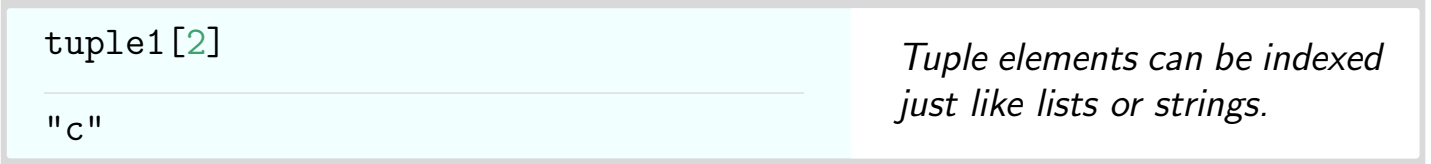 tuple1[2]
"c"
Tuple elements can be indexed
just like lists or strings.